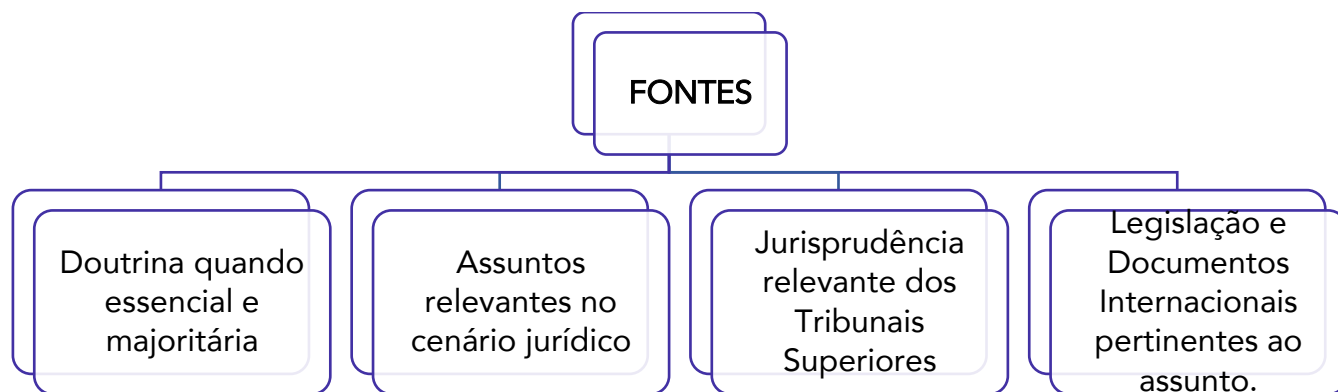 FONTES
Doutrina quando
essencial e
majoritária
Assuntos
relevantes no
cenário jurídico
Jurisprudência
relevante dos
Tribunais
Superiores
Legislação e
Documentos
Internacionais
pertinentes ao
assunto.